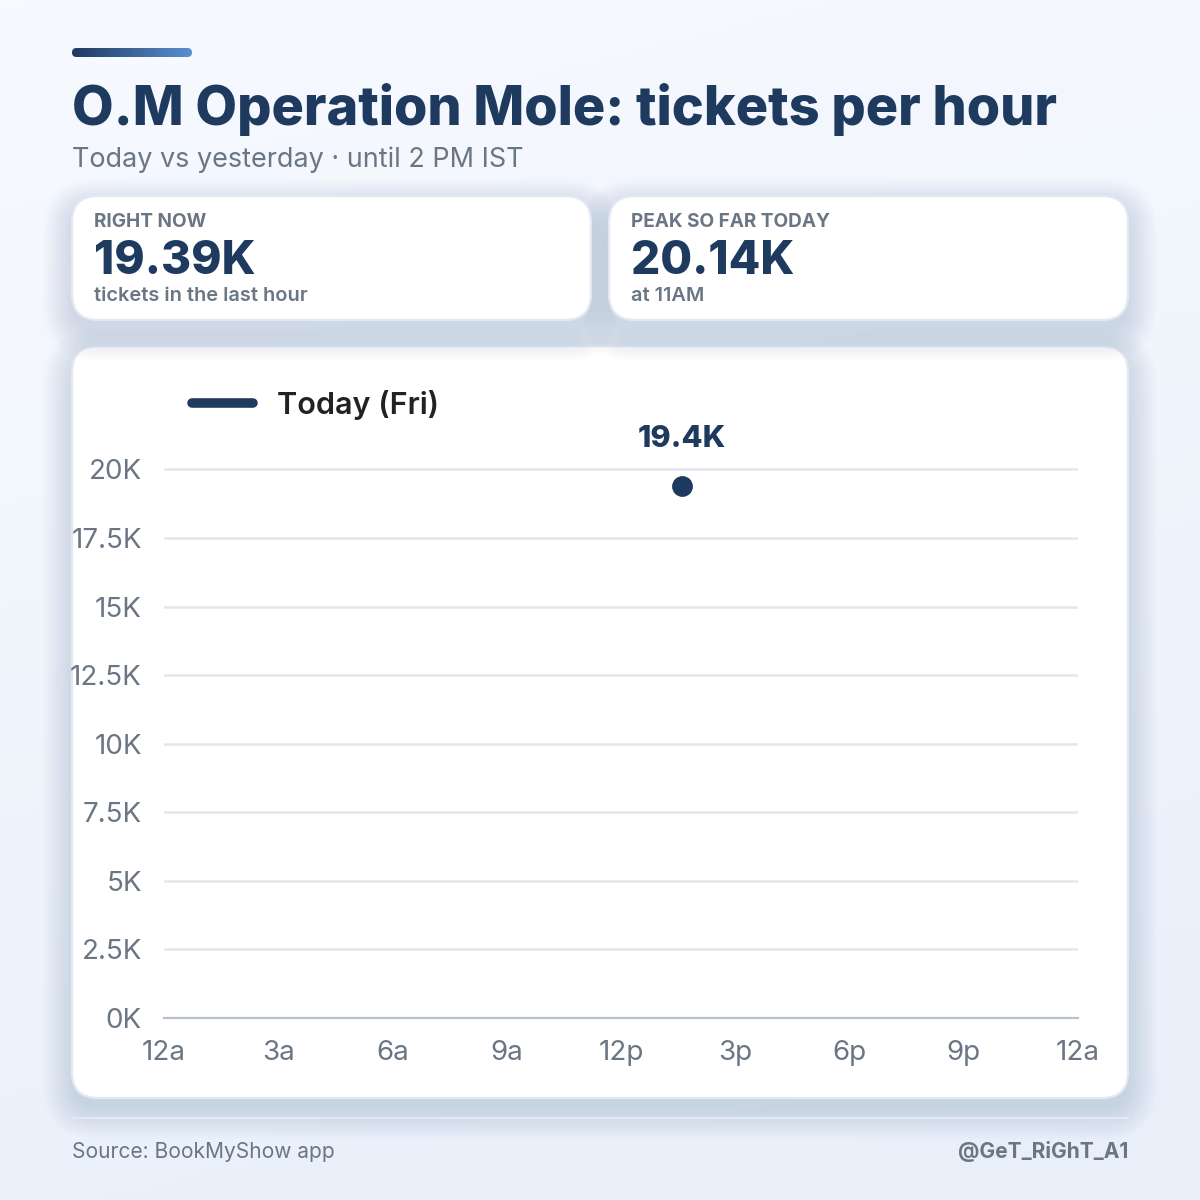 O.M Operation Mole: tickets per hour
Today vs yesterday · until 2 PM IST
RIGHT NOW
19.39K
tickets in the last hour
PEAK SO FAR TODAY
20.14K
at 11AM
Today (Fri)
19.4K
20K
17.5K
15K
12.5K
10K
7.5K
5K
2.5K
0K
12a 3a 6a 9a 12p 3p 6p 9p 12a
Source: BookMyShow app
@GeT_RiGhT_A1